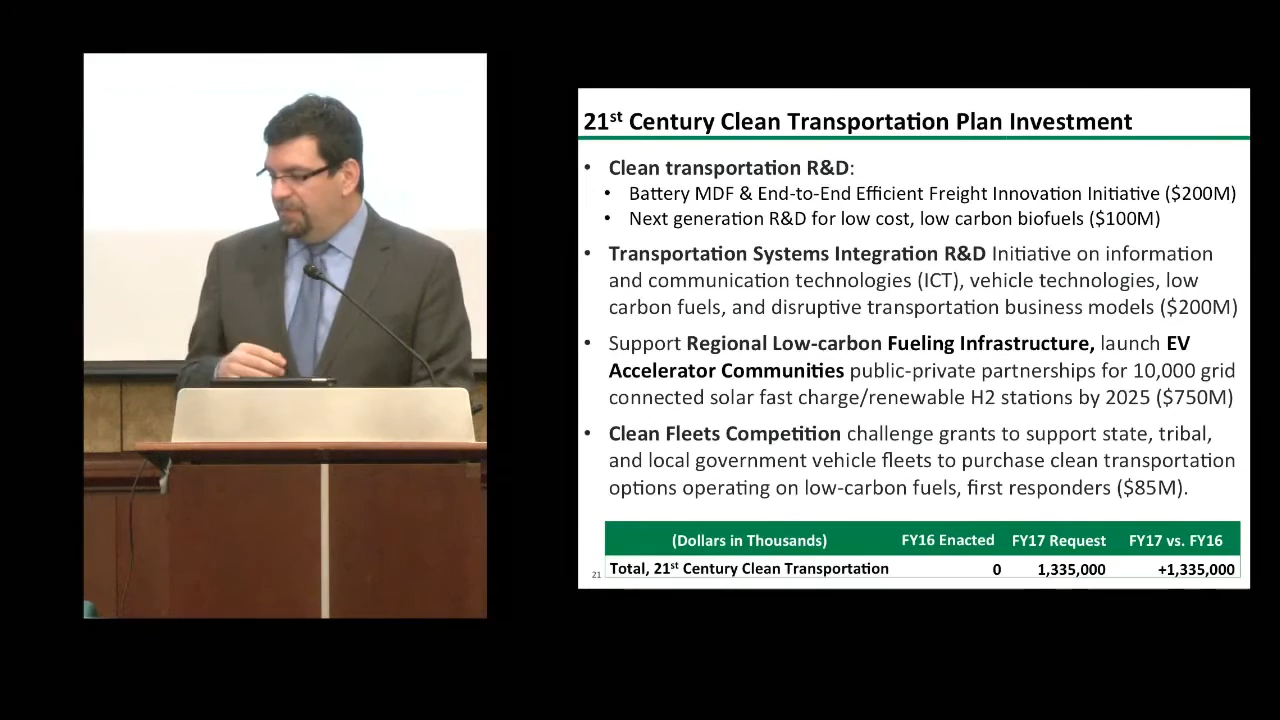 21st Century Clean Transportation Plan Investment
• Clean transportation R&D:
• Battery MDF & End-to-End Efficient Freight Innovation Initiative ($200M)
• Next generation R&D for low cost, low carbon biofuels ($100M)
• Transportation Systems Integration R&D Initiative on information
and communication technologies (ICT), vehicle technologies, low
carbon fuels, and disruptive transportation business models ($200M)
• Support Regional Low-carbon Fueling Infrastructure, launch EV
Accelerator Communities public-private partnerships for 10,000 grid
connected solar fast charge/renewable H2 stations by 2025 ($750M)
• Clean Fleets Competition challenge grants to support state, tribal,
and local government vehicle fleets to purchase clean transportation
options operating on low-carbon fuels, first responders ($85M).
(Dollars in Thousands) FY16 Enacted FY17 Request FY17 vs. FY16
Total, 21st Century Clean Transportation 0 1,335,000 +1,335,000
21